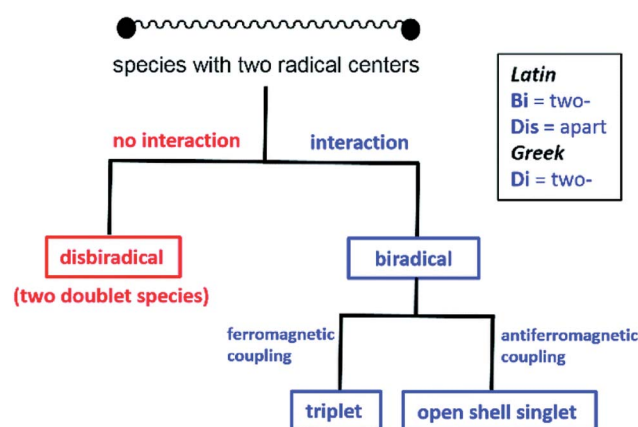 species with two radical centers
Latin
Bi = two-
Dis = apart
Greek
Di = two-
no interaction
interaction
disbiradical
(two doublet species)
biradical
ferromagnetic
coupling
antiferromagnetic
coupling
triplet
open shell singlet